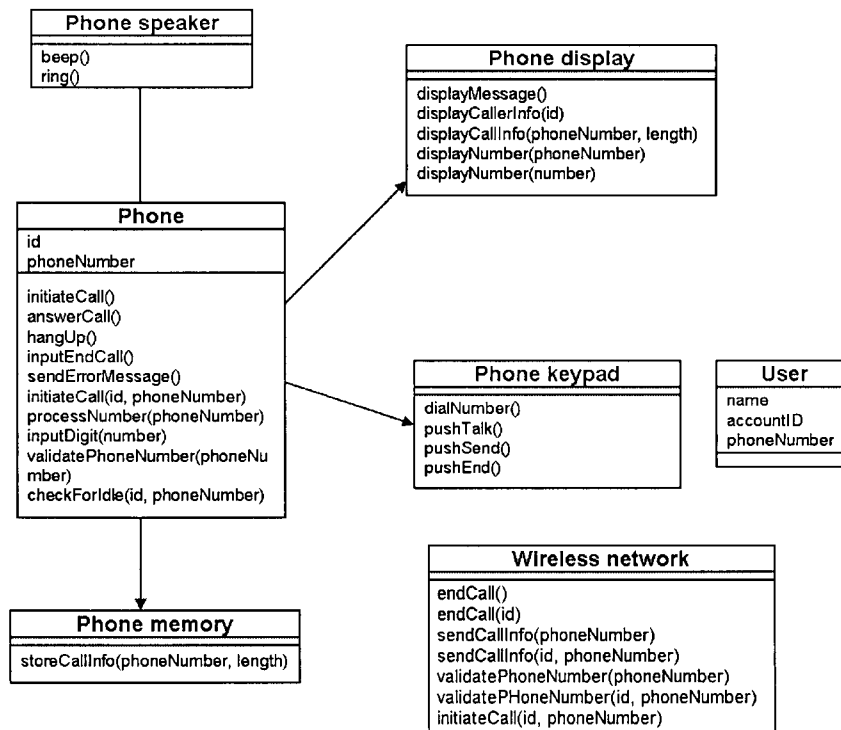 Phone speaker
beep()
ring()
Phone display
displayMessage()
displayCallerInfo(id)
displayCallInfo(phoneNumber, length)
displayNumber(phoneNumber)
displayNumber(number)
Phone
id
phoneNumber
initiateCall()
answerCall()
hangUp()
inputEndCall()
sendErrorMessage()
initiateCall(id, phoneNumber)
processNumber(phoneNumber)
inputDigit(number)
validatePhoneNumber(phoneNu
mber)
checkForIdle(id, phoneNumber)
Phone keypad
dialNumber()
pushTalk()
pushSend()
pushEnd()
User
name
accountID
phoneNumber
Phone memory
storeCallInfo(phoneNumber, length)
Wireless network
endCall()
endCall(id)
sendCallInfo(phoneNumber)
sendCallInfo(id, phoneNumber)
validatePhoneNumber(phoneNumber)
validatePHoneNumber(id, phoneNumber)
initiateCall(id, phoneNumber)